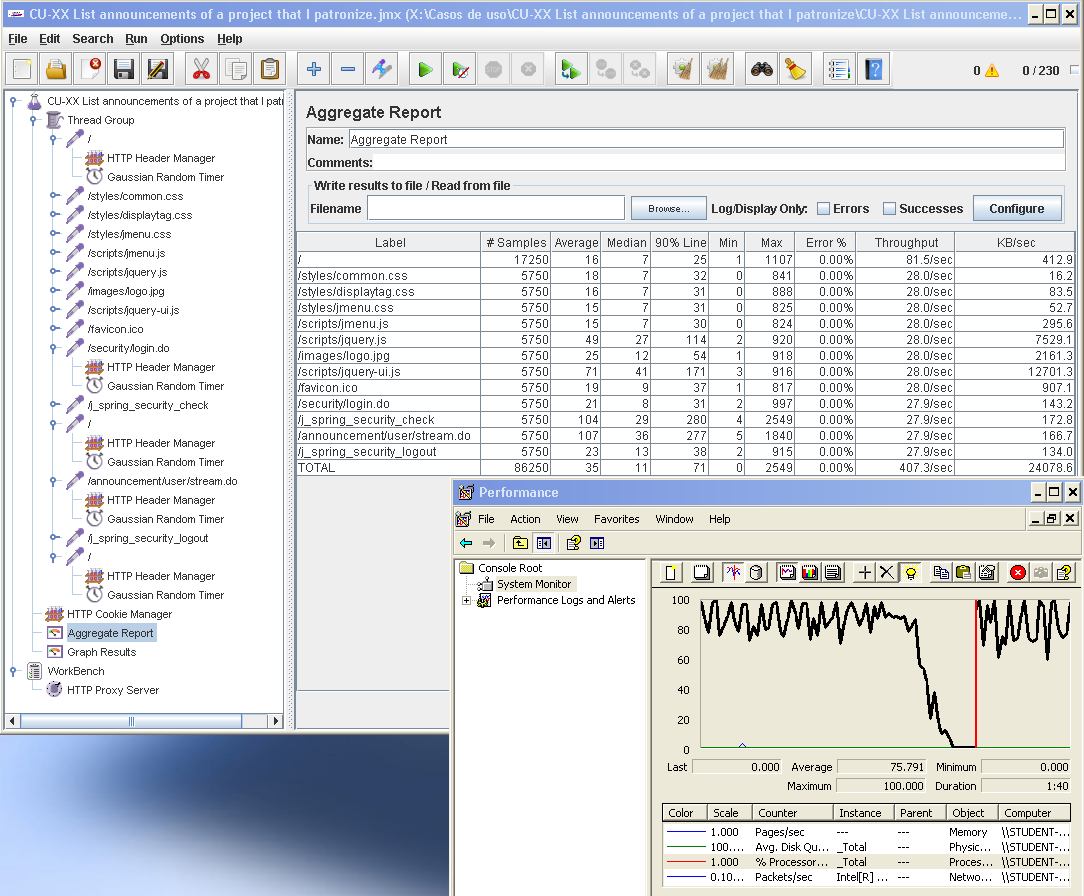 CU-XX List announcements of a project that I patronize.jmx (X:\Casos de uso\CU-XX List announcements of a project that I patronize\CU-XX List announceme...
File Edit Search Run Options Help
0 0 / 230
CU-XX List announcements of a project that I pat
Thread Group
/
HTTP Header Manager
Gaussian Random Timer
/styles/common.css
/styles/displaytag.css
/styles/jmenu.css
/scripts/jmenu.js
/scripts/jquery.js
/images/logo.jpg
/scripts/jquery-ui.js
/favicon.ico
/security/login.do
HTTP Header Manager
Gaussian Random Timer
/j_spring_security_check
/
HTTP Header Manager
Gaussian Random Timer
/announcement/user/stream.do
HTTP Header Manager
Gaussian Random Timer
/j_spring_security_logout
/
HTTP Header Manager
Gaussian Random Timer
HTTP Cookie Manager
Aggregate Report
Graph Results
WorkBench
HTTP Proxy Server
Aggregate Report
Name: Aggregate Report
Comments:
Write results to file / Read from file
Filename Browse... Log/Display Only: Errors Successes Configure
Label # Samples Average Median 90% Line Min Max Error % Throughput KB/sec
/ 17250 16 7 25 1 1107 0.00% 81.5/sec 412.9
/styles/common.css 5750 18 7 32 0 841 0.00% 28.0/sec 16.2
/styles/displaytag.css 5750 16 7 31 0 888 0.00% 28.0/sec 83.5
/styles/jmenu.css 5750 15 7 31 0 825 0.00% 28.0/sec 52.7
/scripts/jmenu.js 5750 15 7 30 0 824 0.00% 28.0/sec 295.6
/scripts/jquery.js 5750 49 27 114 2 920 0.00% 28.0/sec 7529.1
/images/logo.jpg 5750 25 12 54 1 918 0.00% 28.0/sec 2161.3
/scripts/jquery-ui.js 5750 71 41 171 3 916 0.00% 28.0/sec 12701.3
/favicon.ico 5750 19 9 37 1 817 0.00% 28.0/sec 907.1
/security/login.do 5750 21 8 31 2 997 0.00% 27.9/sec 143.2
/j_spring_security_check 5750 104 29 280 4 2549 0.00% 27.9/sec 172.8
/announcement/user/stream.do 5750 107 36 277 5 1840 0.00% 27.9/sec 166.7
/j_spring_security_logout 5750 23 13 38 2 915 0.00% 27.9/sec 134.0
TOTAL 86250 35 11 71 0 2549 0.00% 407.3/sec 24078.6
Performance
File Action View Favorites Window Help
Console Root
System Monitor
Performance Logs and Alerts
100
80
60
40
20
0
Last 0.000 Average 75.791 Minimum 0.000
Maximum 100.000 Duration 1:40
Color Scale Counter Instance Parent Object Computer
1.000 Pages/sec --- --- Memory \\STUDENT-...
100.... Avg. Disk Qu... _Total --- Physic... \\STUDENT-...
1.000 % Processor... _Total --- Proces... \\STUDENT-...
0.10... Packets/sec Intel[R] ... --- Netwo... \\STUDENT-...